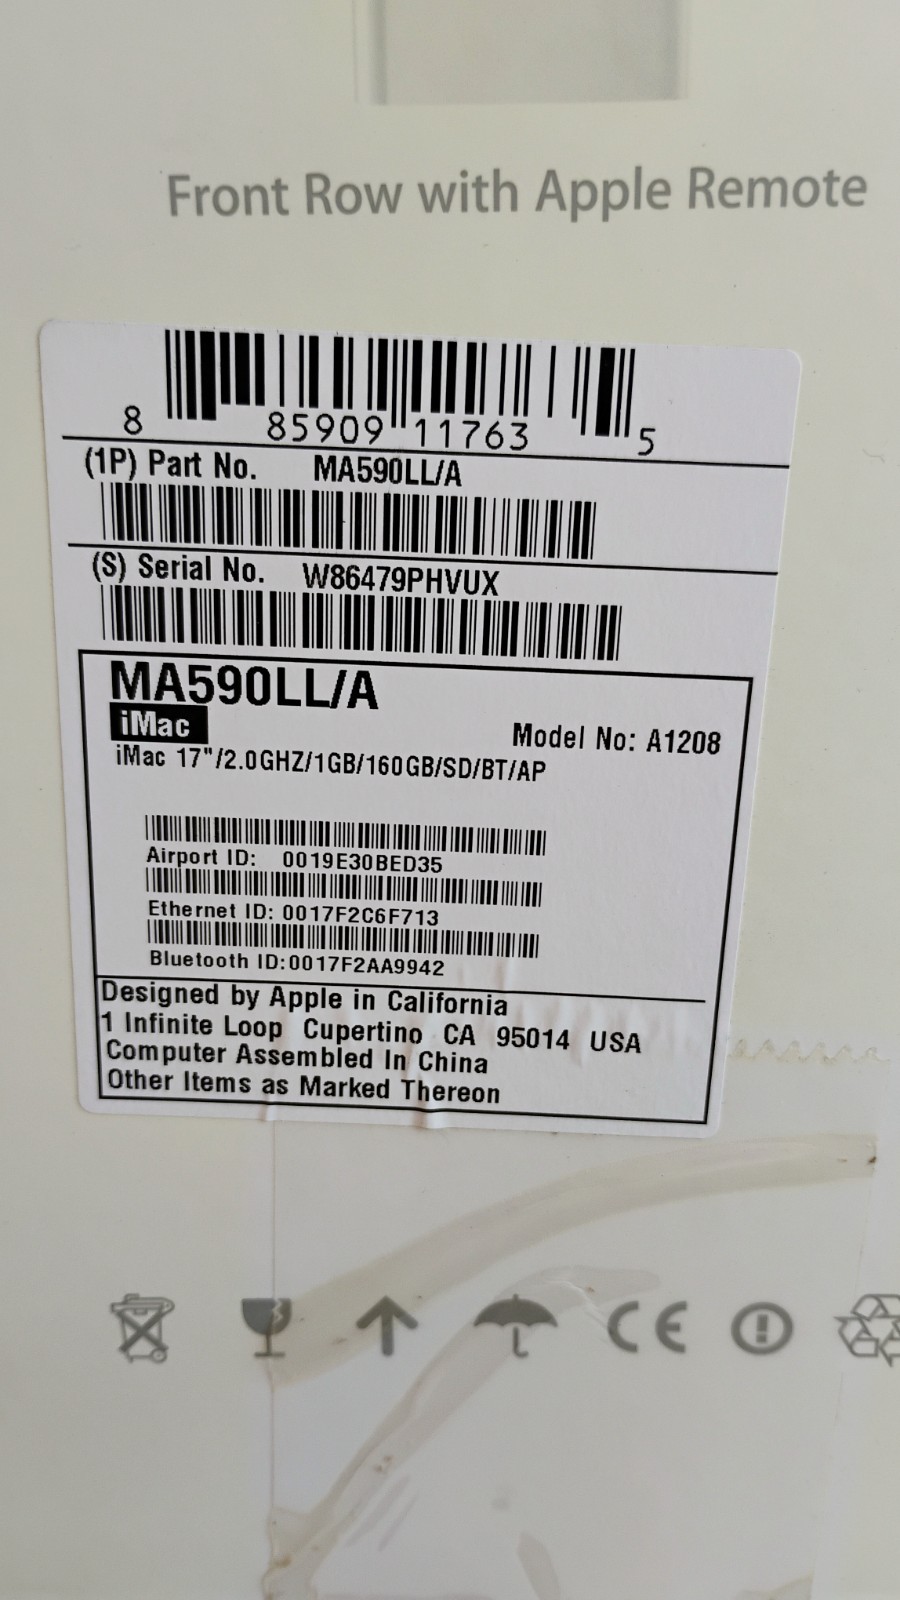 Front Row with Apple Remote
8 85909 11763 5
(1P) Part No. MA590LL/A
(S) Serial No. W86479PHVUX
MA590LL/A
iMac
Model No: A1208
iMac 17"/2.0GHZ/1GB/160GB/SD/BT/AP
Airport ID: 0019E30BED35
Ethernet ID: 0017F2C6F713
Bluetooth ID:0017F2AA9942
Designed by Apple in California
1 Infinite Loop Cupertino CA 95014 USA
Computer Assembled In China
Other Items as Marked Thereon
CE